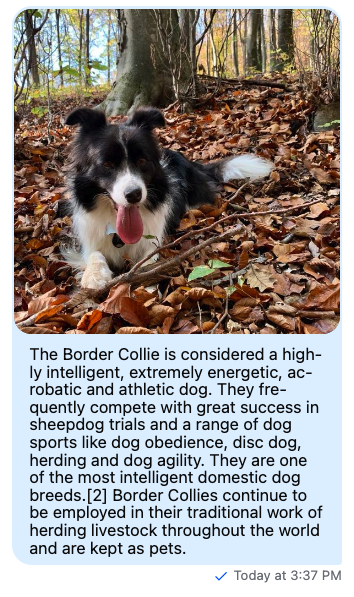 The Border Collie is considered a high-
ly intelligent, extremely energetic, ac-
robatic and athletic dog. They fre-
quently compete with great success in
sheepdog trials and a range of dog
sports like dog obedience, disc dog,
herding and dog agility. They are one
of the most intelligent domestic dog
breeds.[2] Border Collies continue to
be employed in their traditional work of
herding livestock throughout the world
and are kept as pets.
Today at 3:37 PM